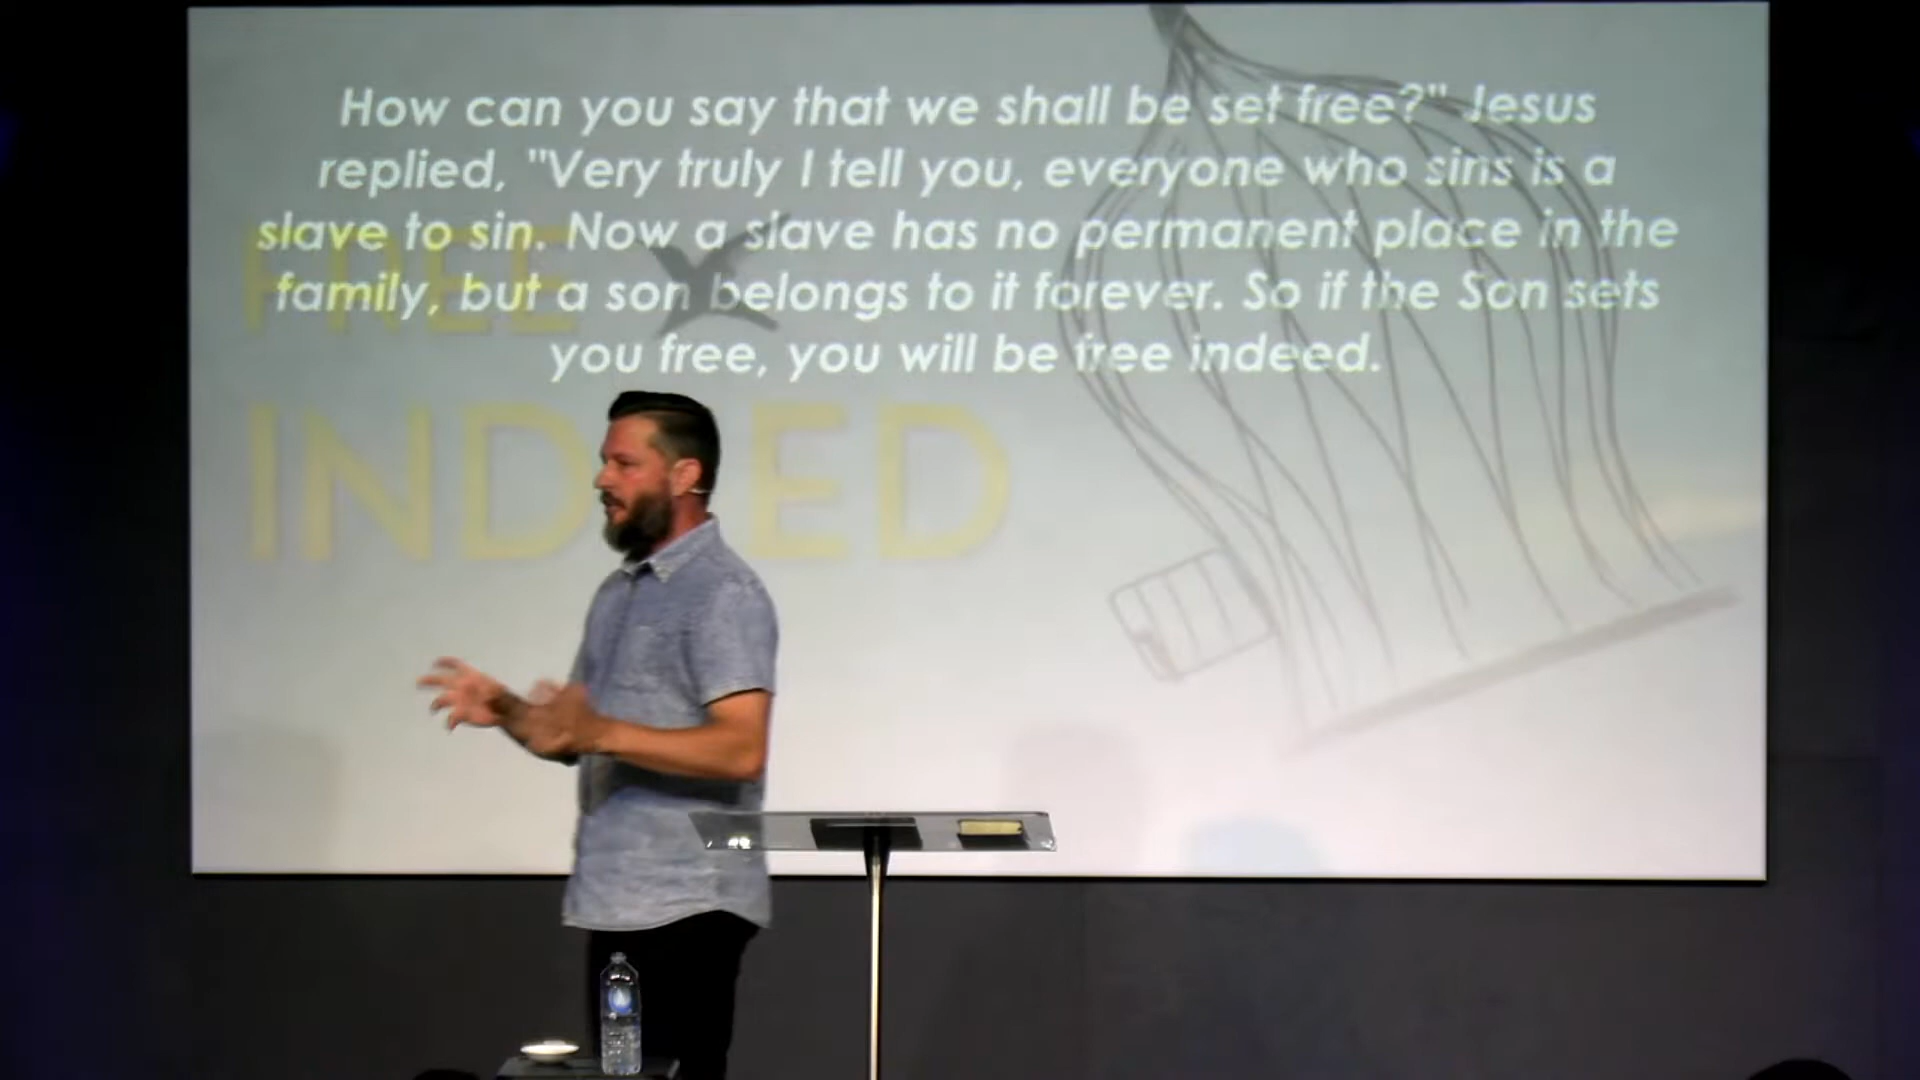 How can you say that we shall be set free?" Jesus
replied, "Very truly I tell you, everyone who sins is a
slave to sin. Now a slave has no permanent place in the
family, but a son belongs to it forever. So if the Son sets
you free, you will be free indeed.
FREE
INDEED